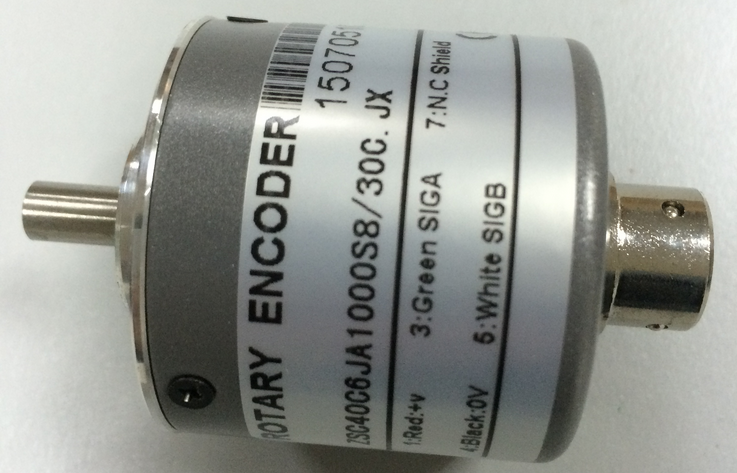 ROTARY ENCODER
150705
ZSC40C6JA1000S8/30C. JX
1:Red:+v 3:Green SIGA 7:N.C Shield
4:Black:0V 6:White SIGB